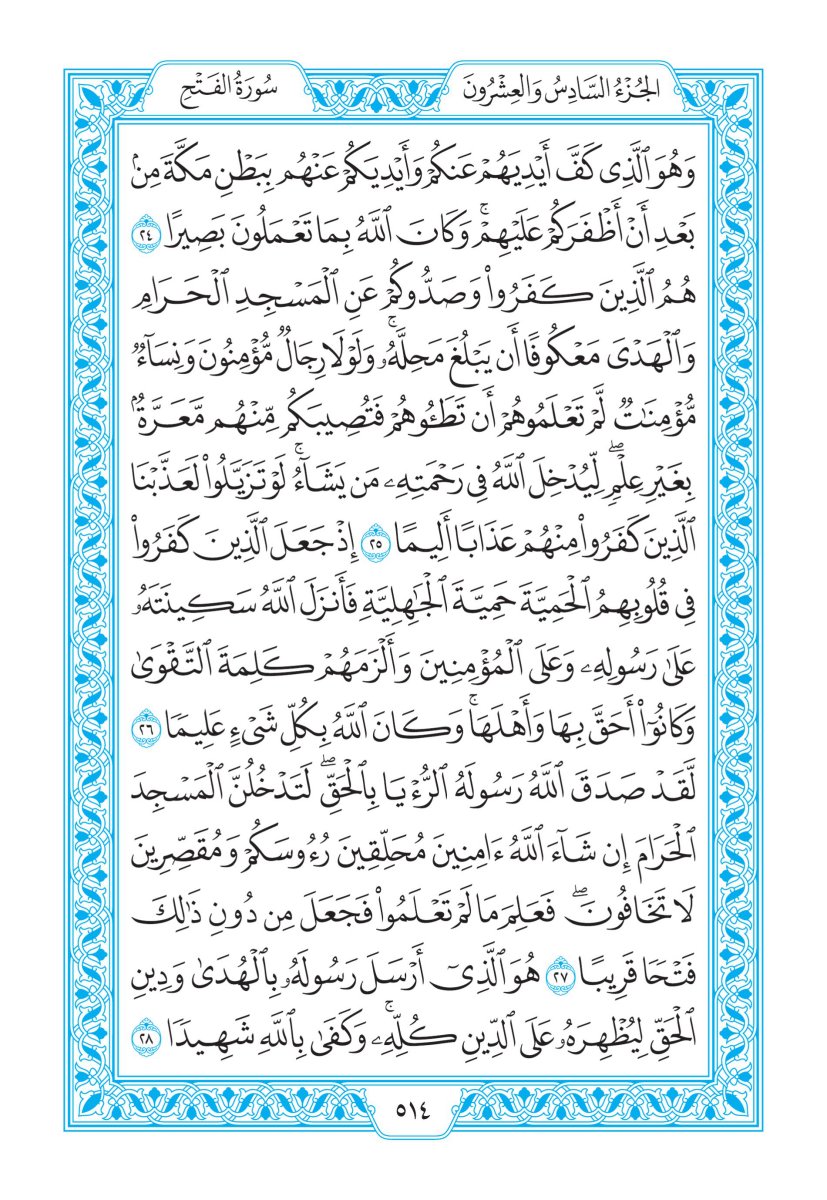 سُورَةُ الفَتْحِ
الجُزْءُ السَّادِسُ وَالعِشْرُونَ
وَهُوَ ٱلَّذِى كَفَّ أَيْدِيَهُمْ عَنكُمْ وَأَيْدِيَكُمْ عَنْهُم بِبَطْنِ مَكَّةَ مِنۢ
بَعْدِ أَنْ أَظْفَرَكُمْ عَلَيْهِمْۚ وَكَانَ ٱللَّهُ بِمَا تَعْمَلُونَ بَصِيرًا ٢٤
هُمُ ٱلَّذِينَ كَفَرُوا۟ وَصَدُّوكُمْ عَنِ ٱلْمَسْجِدِ ٱلْحَرَامِ
وَٱلْهَدْىَ مَعْكُوفًا أَن يَبْلُغَ مَحِلَّهُۥۚ وَلَوْلَا رِجَالٌ مُّؤْمِنُونَ وَنِسَآءٌ
مُّؤْمِنَٰتٌ لَّمْ تَعْلَمُوهُمْ أَن تَطَـُٔوهُمْ فَتُصِيبَكُم مِّنْهُم مَّعَرَّةٌۢ
بِغَيْرِ عِلْمٍۖ لِّيُدْخِلَ ٱللَّهُ فِى رَحْمَتِهِۦ مَن يَشَآءُۚ لَوْ تَزَيَّلُوا۟ لَعَذَّبْنَا
ٱلَّذِينَ كَفَرُوا۟ مِنْهُمْ عَذَابًا أَلِيمًا ٢٥ إِذْ جَعَلَ ٱلَّذِينَ كَفَرُوا۟
فِى قُلُوبِهِمُ ٱلْحَمِيَّةَ حَمِيَّةَ ٱلْجَٰهِلِيَّةِ فَأَنزَلَ ٱللَّهُ سَكِينَتَهُۥ
عَلَىٰ رَسُولِهِۦ وَعَلَى ٱلْمُؤْمِنِينَ وَأَلْزَمَهُمْ كَلِمَةَ ٱلتَّقْوَىٰ
وَكَانُوٓا۟ أَحَقَّ بِهَا وَأَهْلَهَاۚ وَكَانَ ٱللَّهُ بِكُلِّ شَىْءٍ عَلِيمًا ٢٦
لَّقَدْ صَدَقَ ٱللَّهُ رَسُولَهُ ٱلرُّءْيَا بِٱلْحَقِّۖ لَتَدْخُلُنَّ ٱلْمَسْجِدَ
ٱلْحَرَامَ إِن شَآءَ ٱللَّهُ ءَامِنِينَ مُحَلِّقِينَ رُءُوسَكُمْ وَمُقَصِّرِينَ
لَا تَخَافُونَۖ فَعَلِمَ مَا لَمْ تَعْلَمُوا۟ فَجَعَلَ مِن دُونِ ذَٰلِكَ
فَتْحًا قَرِيبًا ٢٧ هُوَ ٱلَّذِىٓ أَرْسَلَ رَسُولَهُۥ بِٱلْهُدَىٰ وَدِينِ
ٱلْحَقِّ لِيُظْهِرَهُۥ عَلَى ٱلدِّينِ كُلِّهِۦۚ وَكَفَىٰ بِٱللَّهِ شَهِيدًا ٢٨
٥١٤